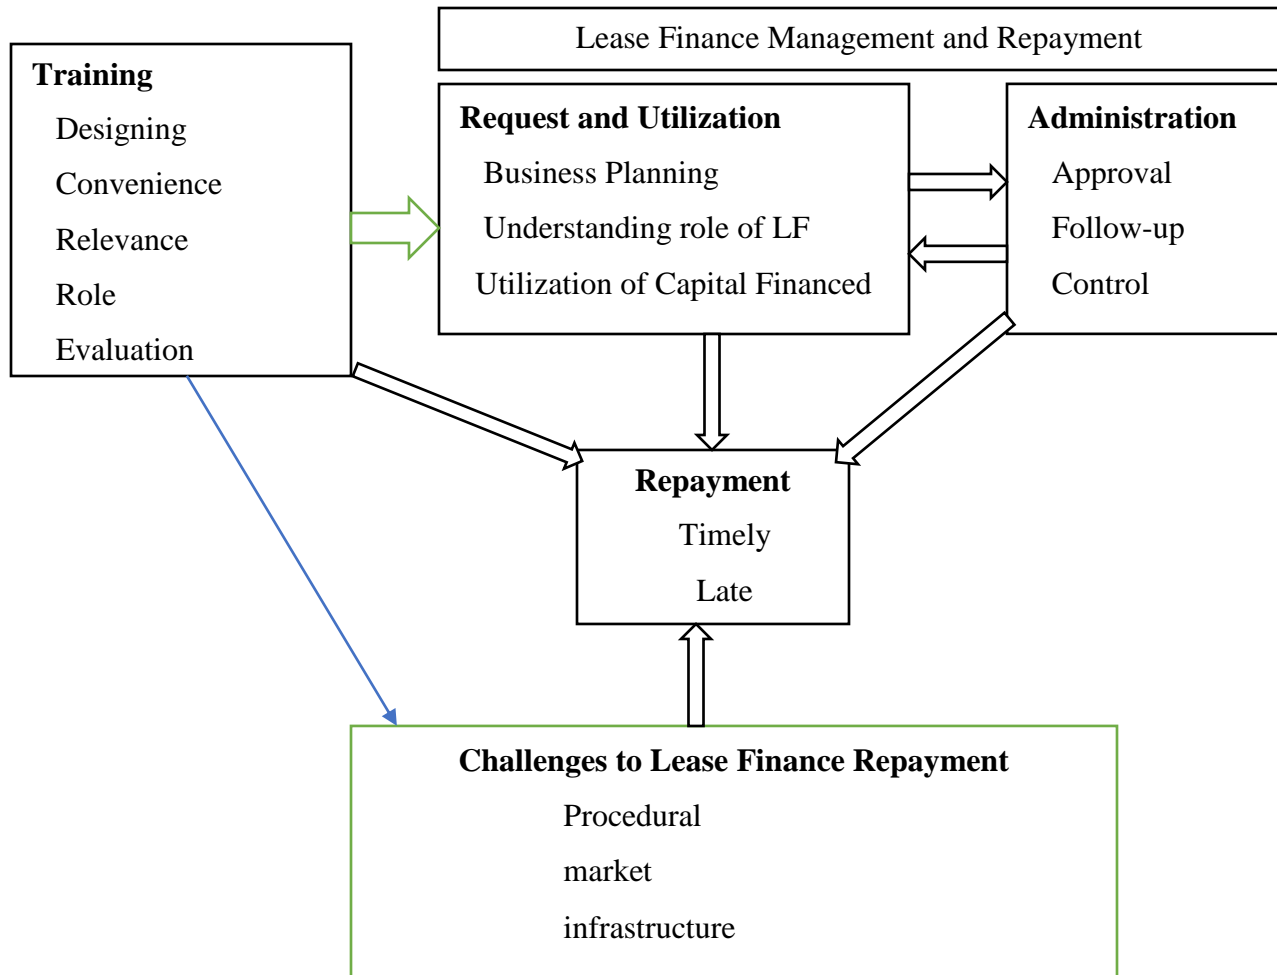 Lease Finance Management and Repayment
Training
Designing
Convenience
Relevance
Role
Evaluation
Request and Utilization
Business Planning
Understanding role of LF
Utilization of Capital Financed
Administration
Approval
Follow-up
Control
Repayment
Timely
Late
Challenges to Lease Finance Repayment
Procedural
market
infrastructure